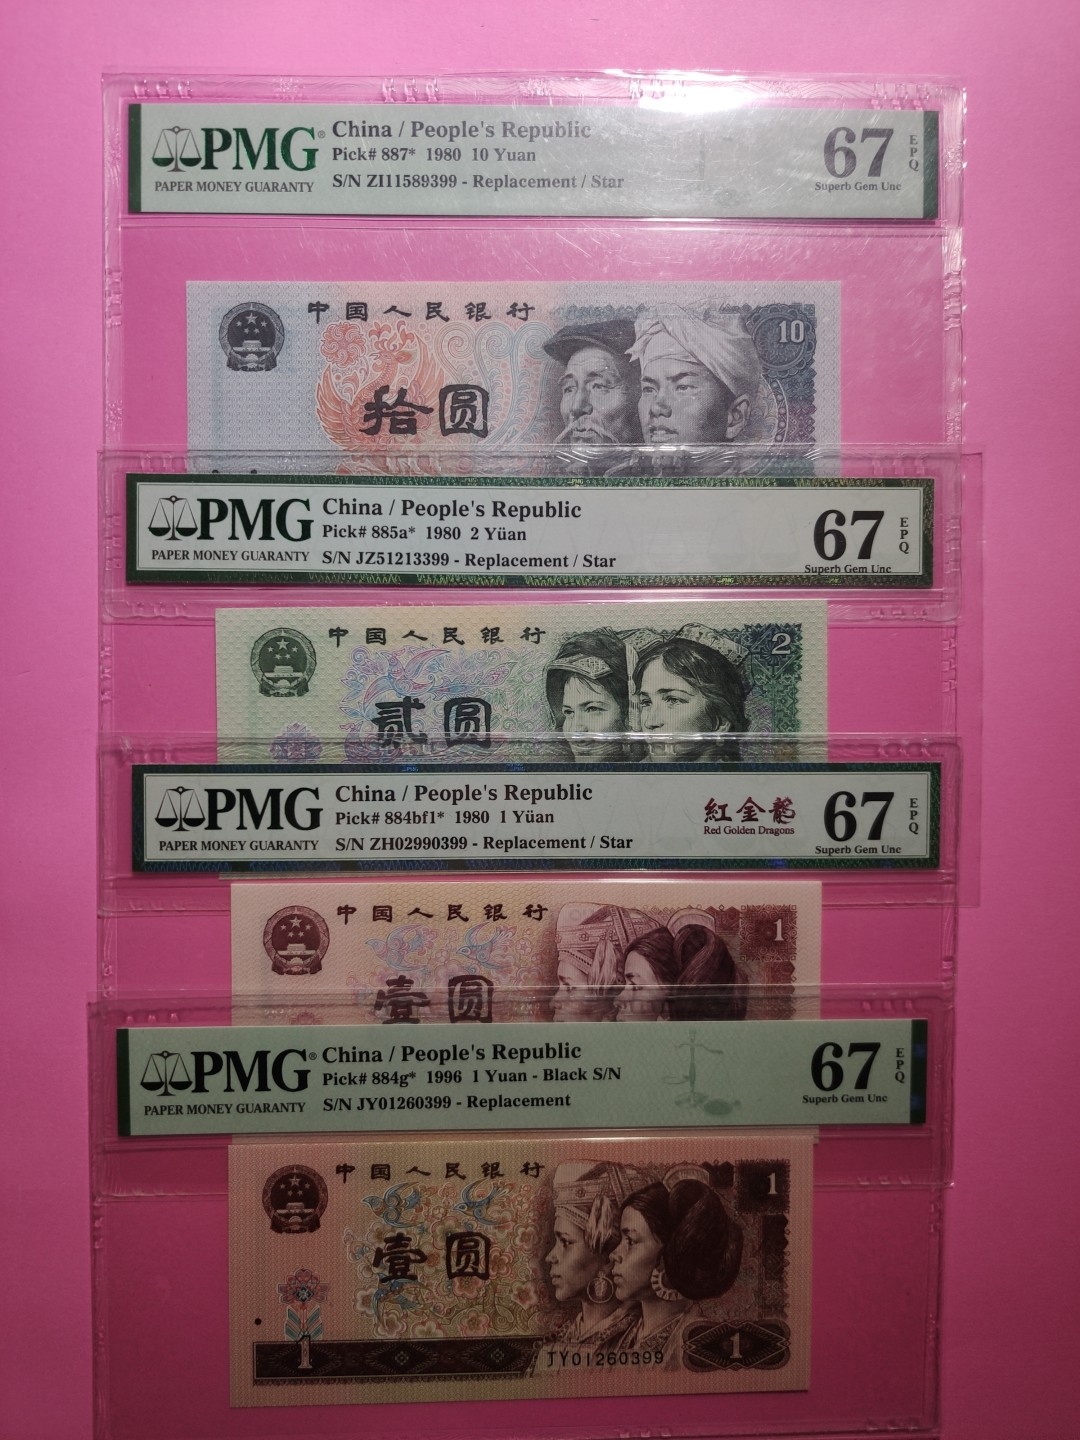 PMG®
PAPER MONEY GUARANTY
China / People's Republic
Pick# 887* 1980 10 Yuan
S/N ZI11589399 - Replacement / Star
67 EPQ
Superb Gem Unc
中国人民银行
10
拾圆
PMG
PAPER MONEY GUARANTY
China / People's Republic
Pick# 885a* 1980 2 Yüan
S/N JZ51213399 - Replacement / Star
67 EPQ
Superb Gem Unc
中国人民银行
2
贰圆
PMG
PAPER MONEY GUARANTY
China / People's Republic
Pick# 884bf1* 1980 1 Yüan
S/N ZH02990399 - Replacement / Star
紅金龍
Red Golden Dragons
67 EPQ
Superb Gem Unc
中国人民银行
1
壹圆
PMG®
PAPER MONEY GUARANTY
China / People's Republic
Pick# 884g* 1996 1 Yuan - Black S/N
S/N JY01260399 - Replacement
67 EPQ
Superb Gem Unc
中国人民银行
1
壹圆
1
JY01260399
1